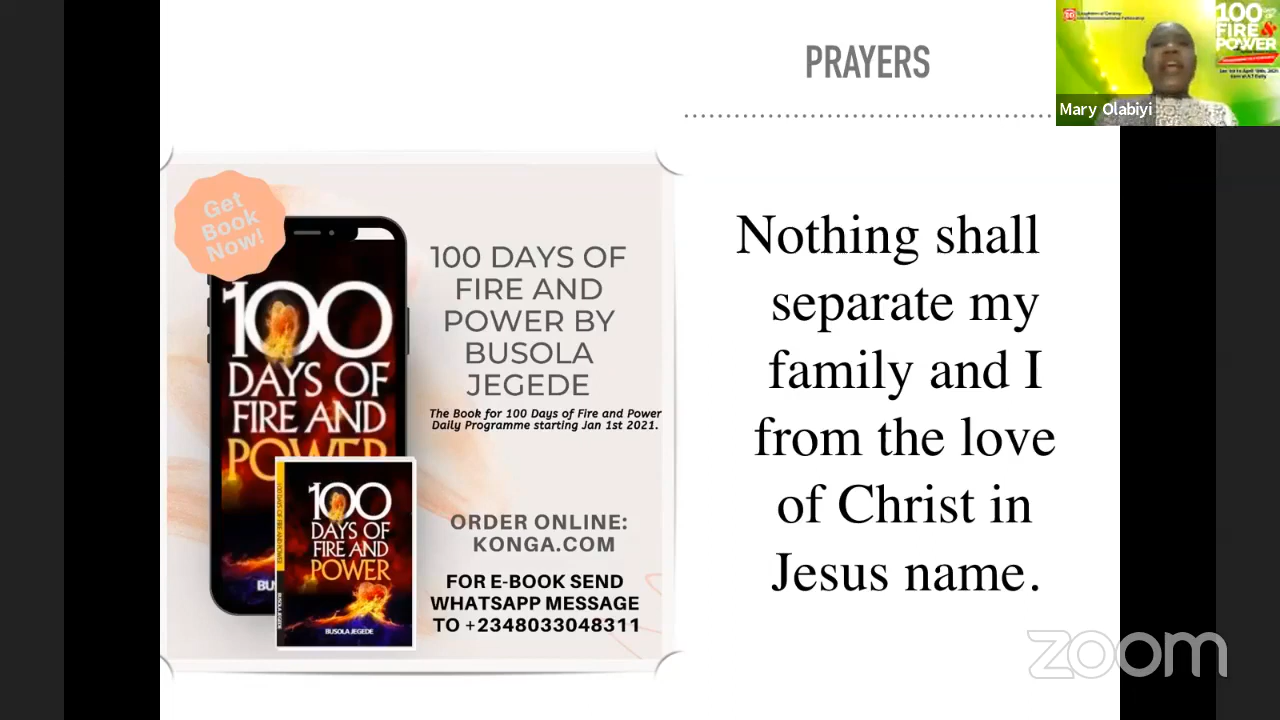 PRAYERS
100 DAYS OF
FIRE &
POWER
Mary Olabiyi
Get
Book
Now!
100
DAYS OF
FIRE AND
POWER
BU
100 DAYS OF
FIRE AND
POWER BY
BUSOLA
JEGEDE
The Book for 100 Days of Fire and Power
Daily Programme starting Jan 1st 2021.
100
DAYS OF
FIRE AND
POWER
BUSOLA JEGEDE
ORDER ONLINE:
KONGA.COM
FOR E-BOOK SEND
WHATSAPP MESSAGE
TO +2348033048311
Nothing shall
separate my
family and I
from the love
of Christ in
Jesus name.
zoom